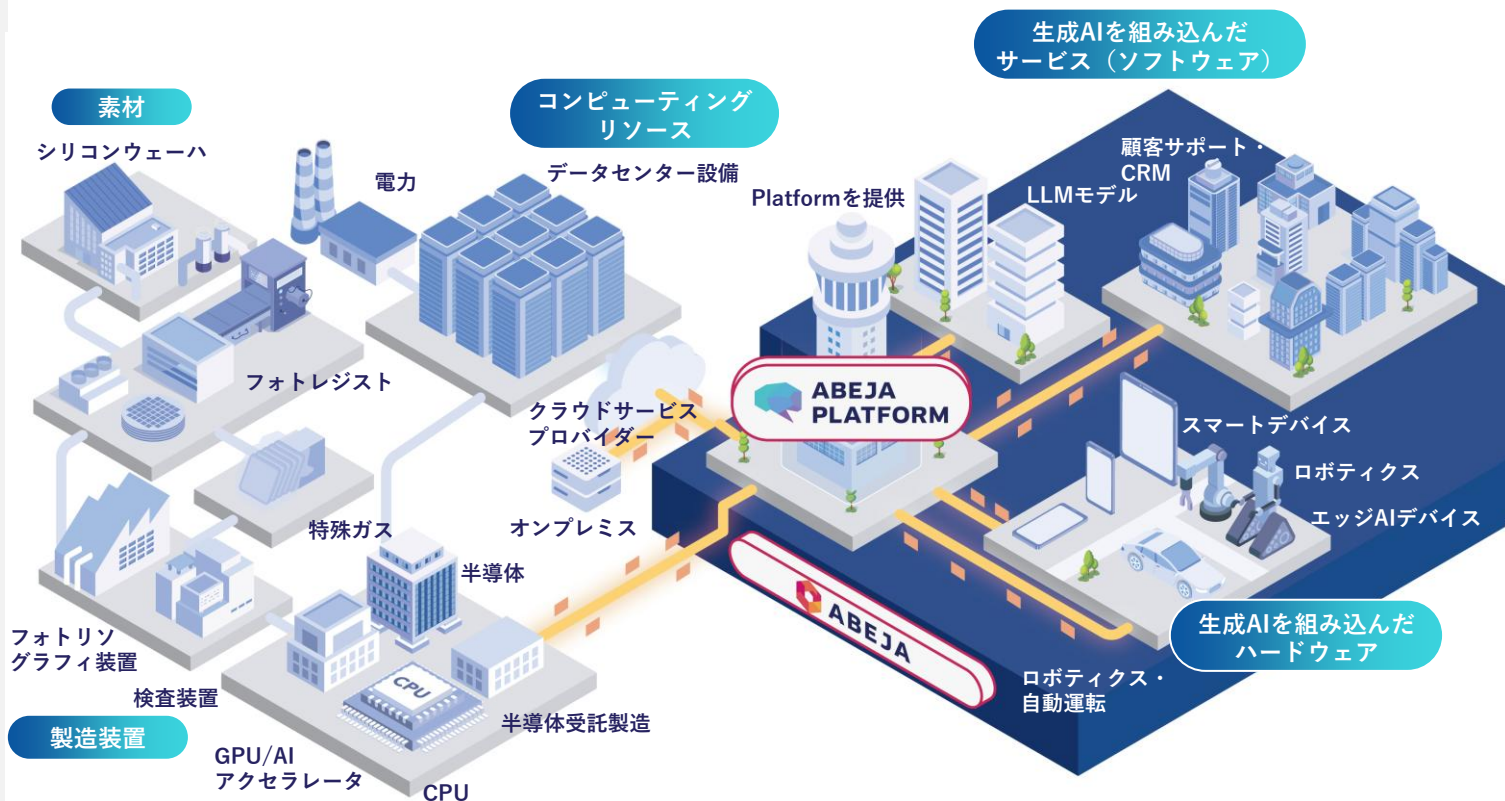 生成AIを組み込んだ
サービス（ソフトウェア）
素材
シリコンウェーハ
コンピューティング
リソース
電力
データセンター設備
Platformを提供
LLMモデル
顧客サポート・
CRM
フォトレジスト
クラウドサービス
プロバイダー
ABEJA
PLATFORM
スマートデバイス
ロボティクス
エッジAIデバイス
特殊ガス
オンプレミス
半導体
ABEJA
フォトリソ
グラフィ装置
検査装置
製造装置
CPU
半導体受託製造
GPU/AI
アクセラレータ
CPU
生成AIを組み込んだ
ハードウェア
ロボティクス・
自動運転